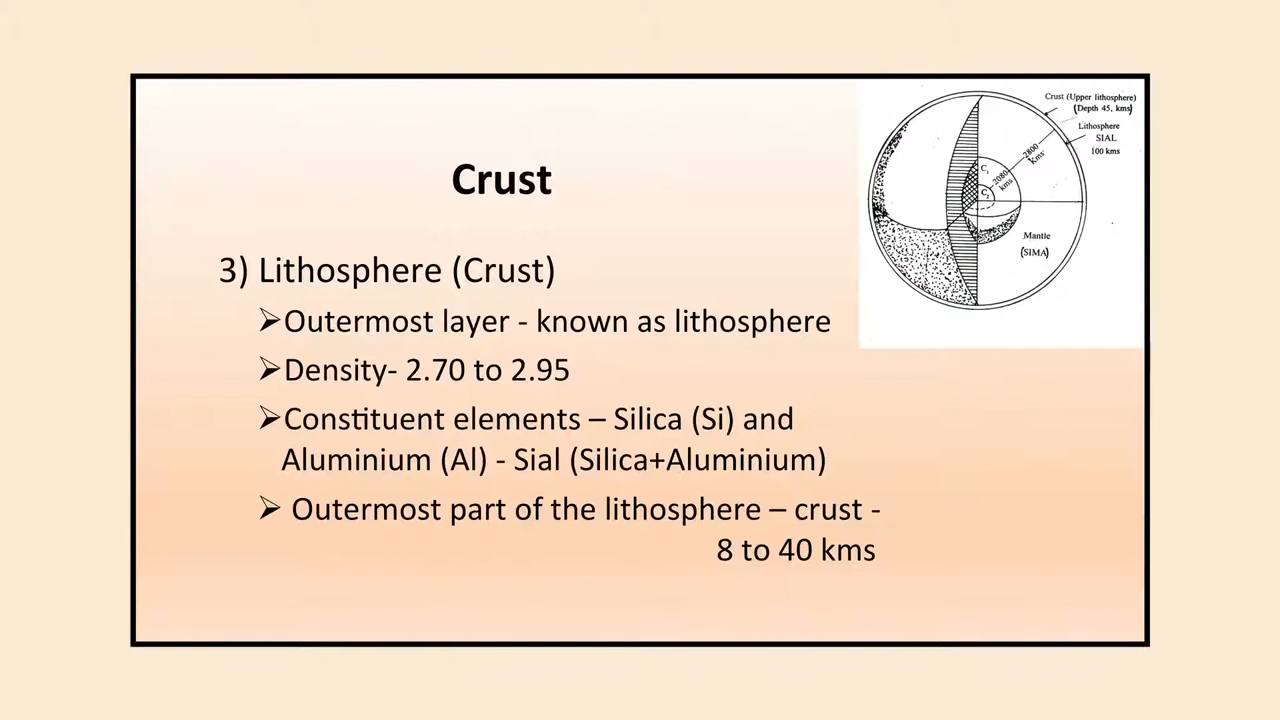 Crust
3) Lithosphere (Crust)
➢Outermost layer - known as lithosphere
➢Density- 2.70 to 2.95
➢Constituent elements – Silica (Si) and
Aluminium (Al) - Sial (Silica+Aluminium)
➢ Outermost part of the lithosphere – crust -
8 to 40 kms
Crust (Upper lithosphere)
(Depth 45, kms)
Lithosphere
SIAL
100 kms
2800
Kms
C₁
2080
kms
C₂
Mantle
(SIMA)